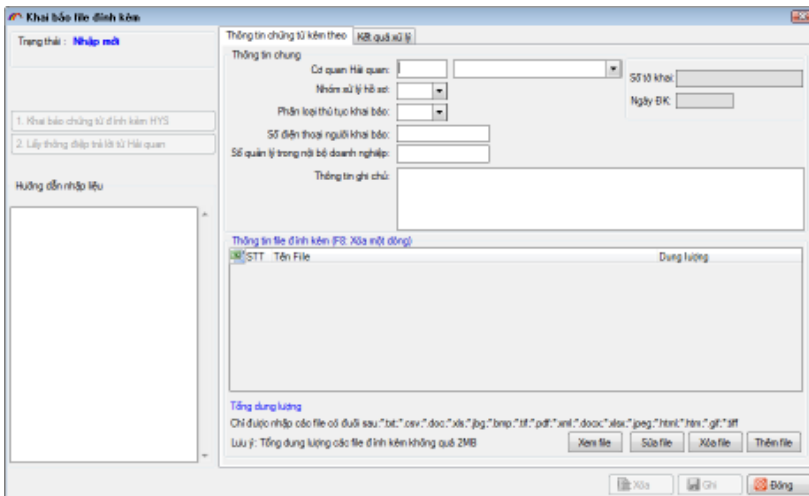 Khai báo file đính kèm
Trạng thái : Nhập mới
1. Khai báo chứng từ đính kèm HYS
2. Lấy thông điệp trả lời từ Hải quan
Hướng dẫn nhập liệu
Thông tin chứng từ kèm theo
Kết quả xử lý
Thông tin chung
Cơ quan Hải quan:
Nhóm xử lý hồ sơ:
Phân loại thủ tục khai báo:
Số điện thoại người khai báo:
Số quản lý trong nội bộ doanh nghiệp:
Thông tin ghi chú:
Số tờ khai:
Ngày ĐK:
Thông tin file đính kèm (F8: Xóa một dòng)
STT Tên File Dung lượng
Tổng dung lượng
Chỉ được nhập các file có đuôi sau:*.txt;*.csv;*.doc;*.xls;*.jbg;*.bmp;*.tif;*.pdf;*.xml;*.docx;*.xlsx;*.jpeg;*.html;*.htm;*.gif;*.tiff
Lưu ý: Tổng dung lượng các file đính kèm không quá 2MB
Xem file
Sửa file
Xóa file
Thêm file
Xóa
Ghi
Đóng